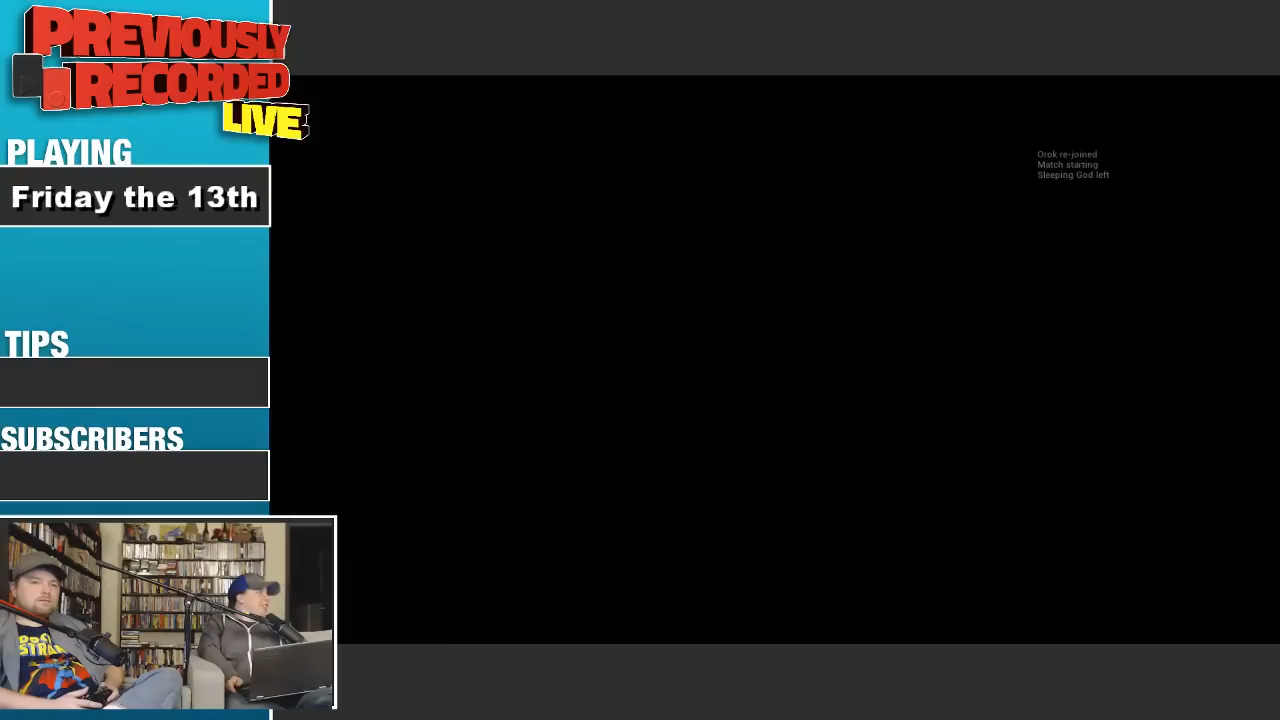 PREVIOUSLY
RECORDED
LIVE
PLAYING
Friday the 13th
Orok re-joined
Match starting
Sleeping God left
TIPS
SUBSCRIBERS